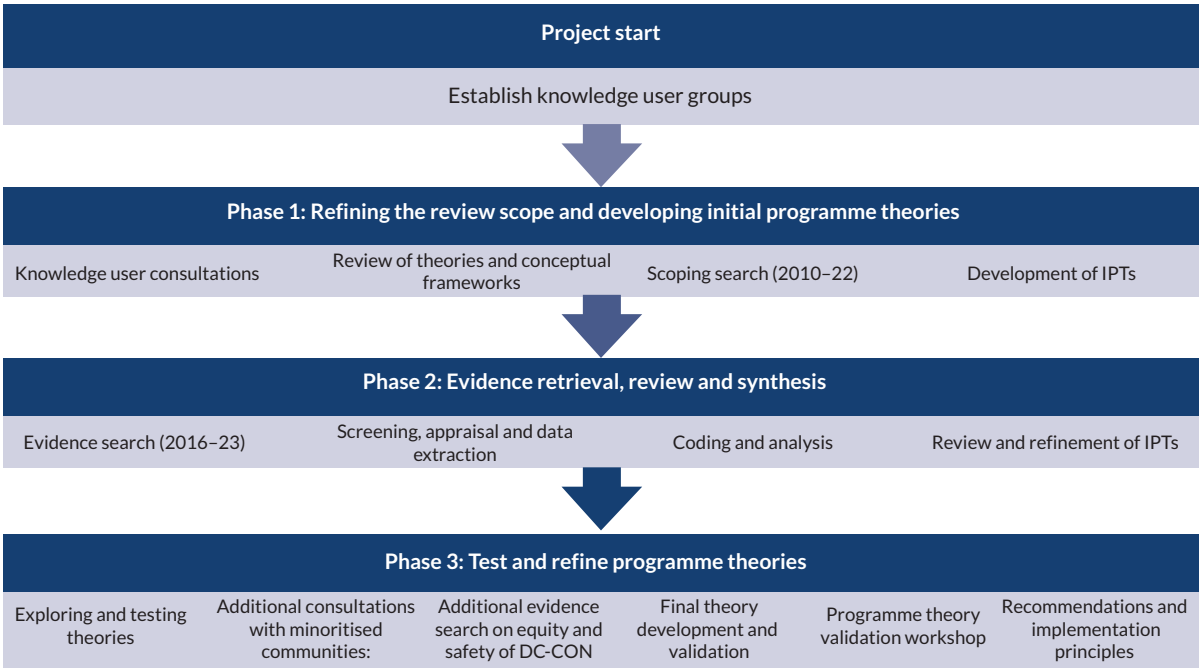 Project start
Establish knowledge user groups
Phase 1: Refining the review scope and developing initial programme theories
Knowledge user consultations
Review of theories and conceptual
frameworks
Scoping search (2010–22)
Development of IPTs
Phase 2: Evidence retrieval, review and synthesis
Evidence search (2016–23)
Screening, appraisal and data
extraction
Coding and analysis
Review and refinement of IPTs
Phase 3: Test and refine programme theories
Exploring and testing
theories
Additional consultations
with minoritised
communities:
Additional evidence
search on equity and
safety of DC-CON
Final theory
development and
validation
Programme theory
validation workshop
Recommendations and
implementation
principles